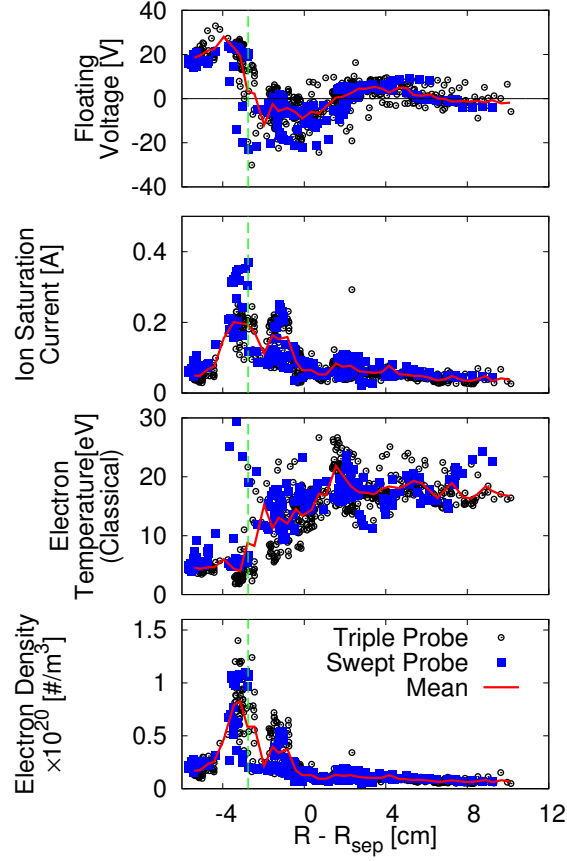 40
20
0
-20
-40
Floating
Voltage [V]
0.4
0.2
0
Ion Saturation
Current [A]
30
20
10
0
Electron
Temperature[eV]
(Classical)
1.5
1
0.5
0
Electron Density
×10²⁰ [#/m³]
Triple Probe
Swept Probe
Mean
-4 0 4 8 12
R - R_sep [cm]